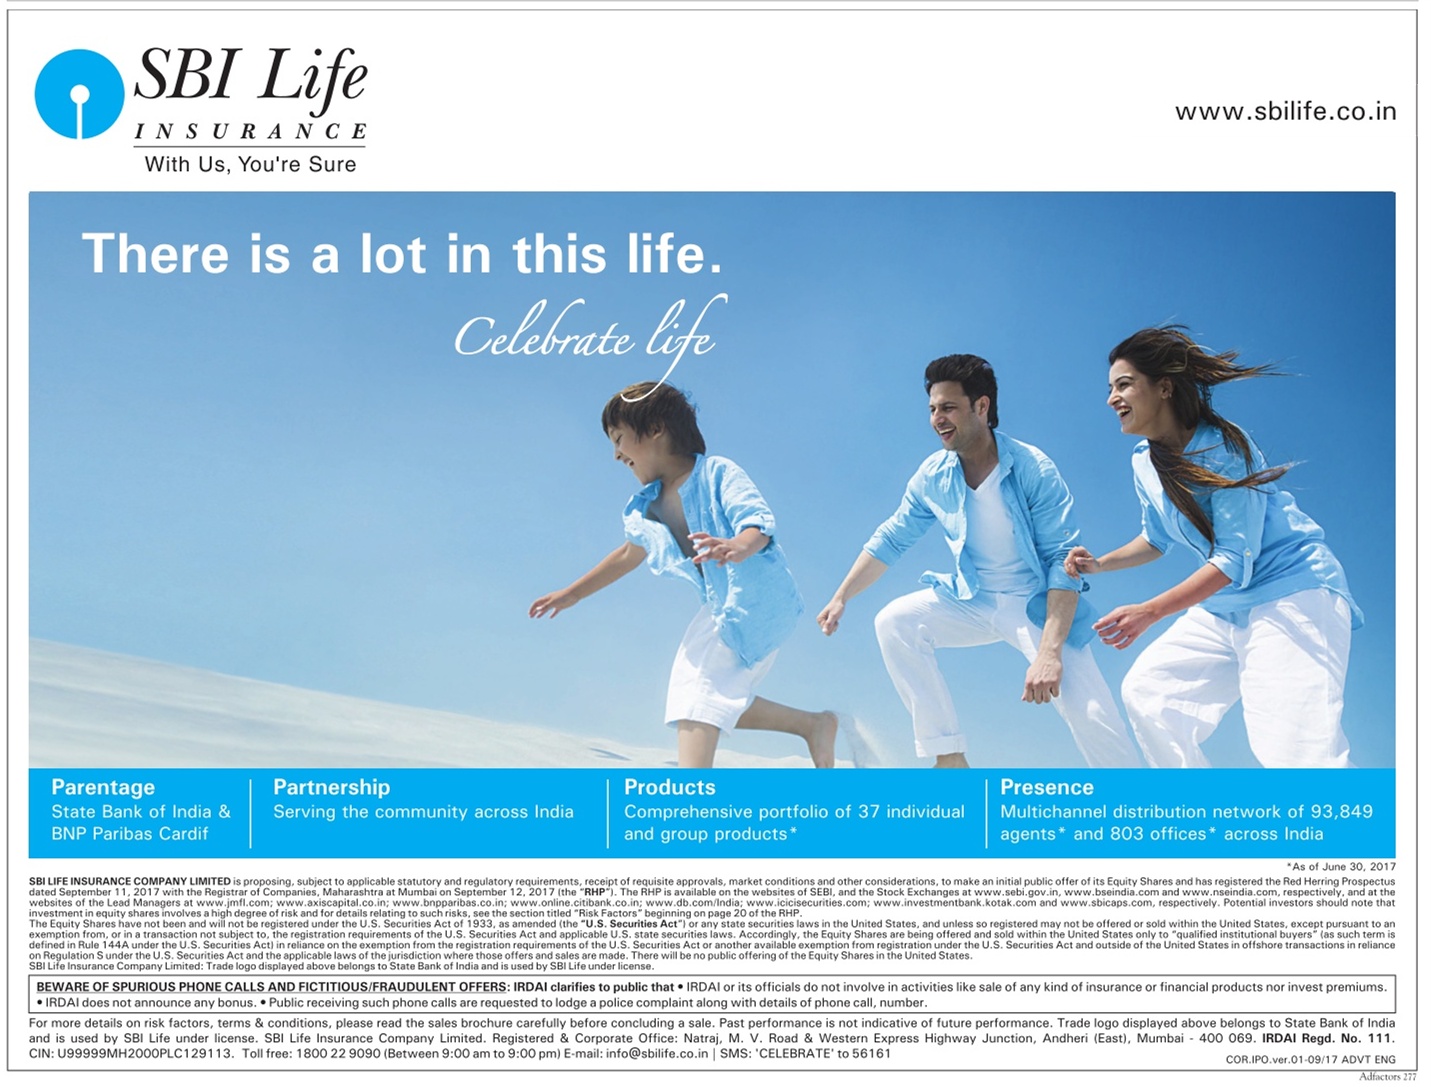 SBI Life
INSURANCE
With Us, You're Sure
www.sbilife.co.in
There is a lot in this life.
Celebrate life
Parentage
State Bank of India &
BNP Paribas Cardif
Partnership
Serving the community across India
Products
Comprehensive portfolio of 37 individual
and group products*
Presence
Multichannel distribution network of 93,849
agents* and 803 offices* across India
*As of June 30, 2017
SBI LIFE INSURANCE COMPANY LIMITED is proposing, subject to applicable statutory and regulatory requirements, receipt of requisite approvals, market conditions and other considerations, to make an initial public offer of its Equity Shares and has registered the Red Herring Prospectus
dated September 11, 2017 with the Registrar of Companies, Maharashtra at Mumbai on September 12, 2017 (the "RHP"). The RHP is available on the websites of SEBI, and the Stock Exchanges at www.sebi.gov.in, www.bseindia.com and www.nseindia.com, respectively, and at the
websites of the Lead Managers at www.jmfl.com; www.axiscapital.co.in; www.bnpparibas.co.in; www.online.citibank.co.in; www.db.com/India; www.icicisecurities.com; www.investmentbank.kotak.com and www.sbicaps.com, respectively. Potential investors should note that
investment in equity shares involves a high degree of risk and for details relating to such risks, see the section titled "Risk Factors" beginning on page 20 of the RHP.
The Equity Shares have not been and will not be registered under the U.S. Securities Act of 1933, as amended (the "U.S. Securities Act") or any state securities laws in the United States, and unless so registered may not be offered or sold within the United States, except pursuant to an
exemption from, or in a transaction not subject to, the registration requirements of the U.S. Securities Act and applicable U.S. state securities laws. Accordingly, the Equity Shares are being offered and sold within the United States only to "qualified institutional buyers" (as such term is
defined in Rule 144A under the U.S. Securities Act) in reliance on the exemption from the registration requirements of the U.S. Securities Act or another available exemption from registration under the U.S. Securities Act and outside of the United States in offshore transactions in reliance
on Regulation S under the U.S. Securities Act and the applicable laws of the jurisdiction where those offers and sales are made. There will be no public offering of the Equity Shares in the United States.
SBI Life Insurance Company Limited: Trade logo displayed above belongs to State Bank of India and is used by SBI Life under license.
BEWARE OF SPURIOUS PHONE CALLS AND FICTITIOUS/FRAUDULENT OFFERS: IRDAI clarifies to public that • IRDAI or its officials do not involve in activities like sale of any kind of insurance or financial products nor invest premiums.
• IRDAI does not announce any bonus. • Public receiving such phone calls are requested to lodge a police complaint along with details of phone call, number.
For more details on risk factors, terms & conditions, please read the sales brochure carefully before concluding a sale. Past performance is not indicative of future performance. Trade logo displayed above belongs to State Bank of India
and is used by SBI Life under license. SBI Life Insurance Company Limited. Registered & Corporate Office: Natraj, M. V. Road & Western Express Highway Junction, Andheri (East), Mumbai - 400 069. IRDAI Regd. No. 111.
CIN: U99999MH2000PLC129113. Toll free: 1800 22 9090 (Between 9:00 am to 9:00 pm) E-mail: info@sbilife.co.in | SMS: 'CELEBRATE' to 56161
COR.IPO.ver.01-09/17 ADVT ENG
Adfactors 277